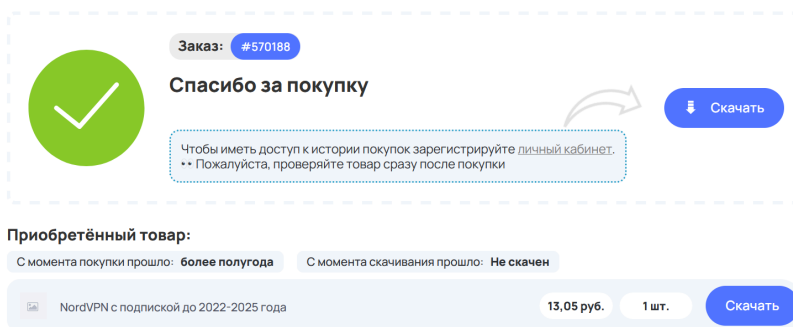 Заказ: #570188
Спасибо за покупку
Скачать
Чтобы иметь доступ к истории покупок зарегистрируйте личный кабинет.
👀 Пожалуйста, проверяйте товар сразу после покупки
Приобретённый товар:
С момента покупки прошло: более полугода С момента скачивания прошло: Не скачен
NordVPN с подпиской до 2022-2025 года 13,05 руб. 1 шт. Скачать